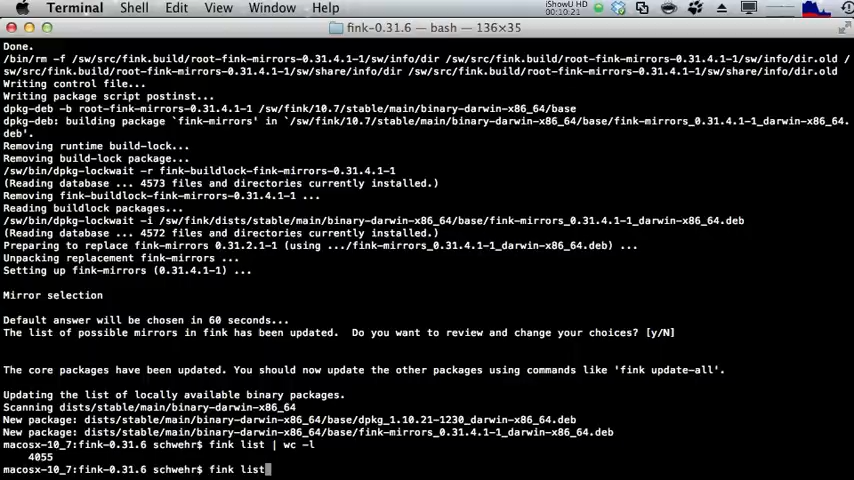 Terminal Shell Edit View Window Help
iShowU HD
00:10:21
fink-0.31.6 — bash — 136×35
Done.
/bin/rm -f /sw/src/fink.build/root-fink-mirrors-0.31.4.1-1/sw/info/dir /sw/src/fink.build/root-fink-mirrors-0.31.4.1-1/sw/info/dir.old /
sw/src/fink.build/root-fink-mirrors-0.31.4.1-1/sw/share/info/dir /sw/src/fink.build/root-fink-mirrors-0.31.4.1-1/sw/share/info/dir.old
Writing control file...
Writing package script postinst...
dpkg-deb -b root-fink-mirrors-0.31.4.1-1 /sw/fink/10.7/stable/main/binary-darwin-x86_64/base
dpkg-deb: building package `fink-mirrors' in `/sw/fink/10.7/stable/main/binary-darwin-x86_64/base/fink-mirrors_0.31.4.1-1_darwin-x86_64.
deb'.
Removing runtime build-lock...
Removing build-lock package...
/sw/bin/dpkg-lockwait -r fink-buildlock-fink-mirrors-0.31.4.1-1
(Reading database ... 4573 files and directories currently installed.)
Removing fink-buildlock-fink-mirrors-0.31.4.1-1 ...
Reading buildlock packages...
/sw/bin/dpkg-lockwait -i /sw/fink/dists/stable/main/binary-darwin-x86_64/base/fink-mirrors_0.31.4.1-1_darwin-x86_64.deb
(Reading database ... 4572 files and directories currently installed.)
Preparing to replace fink-mirrors 0.31.2.1-1 (using .../fink-mirrors_0.31.4.1-1_darwin-x86_64.deb) ...
Unpacking replacement fink-mirrors ...
Setting up fink-mirrors (0.31.4.1-1) ...
Mirror selection
Default answer will be chosen in 60 seconds...
The list of possible mirrors in fink has been updated.  Do you want to review and change your choices? [y/N]
The core packages have been updated. You should now update the other packages using commands like 'fink update-all'.
Updating the list of locally available binary packages.
Scanning dists/stable/main/binary-darwin-x86_64
New package: dists/stable/main/binary-darwin-x86_64/base/dpkg_1.10.21-1230_darwin-x86_64.deb
New package: dists/stable/main/binary-darwin-x86_64/base/fink-mirrors_0.31.4.1-1_darwin-x86_64.deb
macosx-10_7:fink-0.31.6 schwehr$ fink list | wc -l
4055
macosx-10_7:fink-0.31.6 schwehr$ fink list